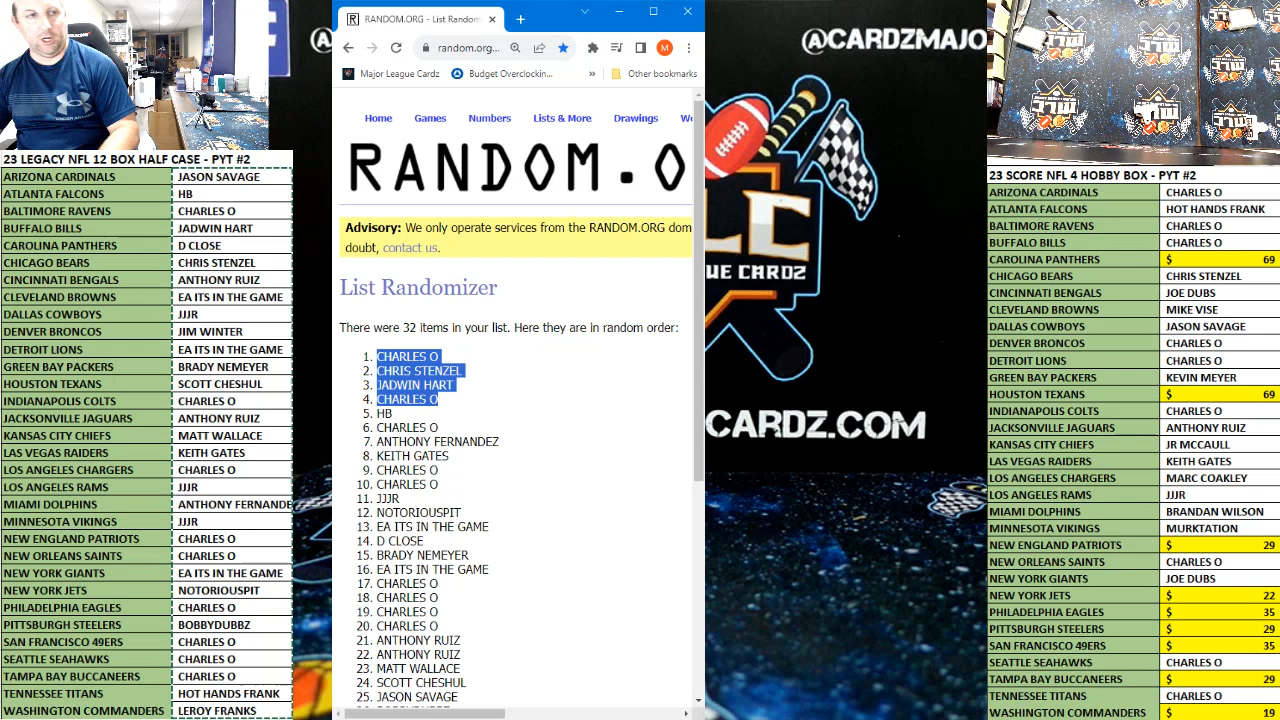 RANDOM.ORG - List Random
random.org...
M
Major League Cardz
Budget Overclockin...
»
Other bookmarks
Home Games Numbers Lists & More Drawings We
RANDOM.O
Advisory: We only operate services from the RANDOM.ORG dom
doubt, contact us.
List Randomizer
There were 32 items in your list. Here they are in random order:
1. CHARLES O
2. CHRIS STENZEL
3. JADWIN HART
4. CHARLES O
5. HB
6. CHARLES O
7. ANTHONY FERNANDEZ
8. KEITH GATES
9. CHARLES O
10. CHARLES O
11. JJJR
12. NOTORIOUSPIT
13. EA ITS IN THE GAME
14. D CLOSE
15. BRADY NEMEYER
16. EA ITS IN THE GAME
17. CHARLES O
18. CHARLES O
19. CHARLES O
20. CHARLES O
21. ANTHONY RUIZ
22. ANTHONY RUIZ
23. MATT WALLACE
24. SCOTT CHESHUL
25. JASON SAVAGE
23 LEGACY NFL 12 BOX HALF CASE - PYT #2
ARIZONA CARDINALS JASON SAVAGE
ATLANTA FALCONS HB
BALTIMORE RAVENS CHARLES O
BUFFALO BILLS JADWIN HART
CAROLINA PANTHERS D CLOSE
CHICAGO BEARS CHRIS STENZEL
CINCINNATI BENGALS ANTHONY RUIZ
CLEVELAND BROWNS EA ITS IN THE GAME
DALLAS COWBOYS JJJR
DENVER BRONCOS JIM WINTER
DETROIT LIONS EA ITS IN THE GAME
GREEN BAY PACKERS BRADY NEMEYER
HOUSTON TEXANS SCOTT CHESHUL
INDIANAPOLIS COLTS CHARLES O
JACKSONVILLE JAGUARS ANTHONY RUIZ
KANSAS CITY CHIEFS MATT WALLACE
LAS VEGAS RAIDERS KEITH GATES
LOS ANGELES CHARGERS CHARLES O
LOS ANGELES RAMS JJJR
MIAMI DOLPHINS ANTHONY FERNANDE
MINNESOTA VIKINGS JJJR
NEW ENGLAND PATRIOTS CHARLES O
NEW ORLEANS SAINTS CHARLES O
NEW YORK GIANTS EA ITS IN THE GAME
NEW YORK JETS NOTORIOUSPIT
PHILADELPHIA EAGLES CHARLES O
PITTSBURGH STEELERS BOBBYDUBBZ
SAN FRANCISCO 49ERS CHARLES O
SEATTLE SEAHAWKS CHARLES O
TAMPA BAY BUCCANEERS CHARLES O
TENNESSEE TITANS HOT HANDS FRANK
WASHINGTON COMMANDERS LEROY FRANKS
@CARDZMAJO
LE
UE CARDZ
CARDZ.COM
23 SCORE NFL 4 HOBBY BOX - PYT #2
ARIZONA CARDINALS CHARLES O
ATLANTA FALCONS HOT HANDS FRANK
BALTIMORE RAVENS CHARLES O
BUFFALO BILLS CHARLES O
CAROLINA PANTHERS $ 69
CHICAGO BEARS CHRIS STENZEL
CINCINNATI BENGALS JOE DUBS
CLEVELAND BROWNS MIKE VISE
DALLAS COWBOYS JASON SAVAGE
DENVER BRONCOS CHARLES O
DETROIT LIONS CHARLES O
GREEN BAY PACKERS KEVIN MEYER
HOUSTON TEXANS $ 69
INDIANAPOLIS COLTS CHARLES O
JACKSONVILLE JAGUARS ANTHONY RUIZ
KANSAS CITY CHIEFS JR MCCAULL
LAS VEGAS RAIDERS KEITH GATES
LOS ANGELES CHARGERS MARC COAKLEY
LOS ANGELES RAMS JJJR
MIAMI DOLPHINS BRANDAN WILSON
MINNESOTA VIKINGS MURKTATION
NEW ENGLAND PATRIOTS $ 29
NEW ORLEANS SAINTS CHARLES O
NEW YORK GIANTS JOE DUBS
NEW YORK JETS $ 22
PHILADELPHIA EAGLES $ 35
PITTSBURGH STEELERS $ 29
SAN FRANCISCO 49ERS $ 35
SEATTLE SEAHAWKS CHARLES O
TAMPA BAY BUCCANEERS $ 29
TENNESSEE TITANS CHARLES O
WASHINGTON COMMANDERS $ 19